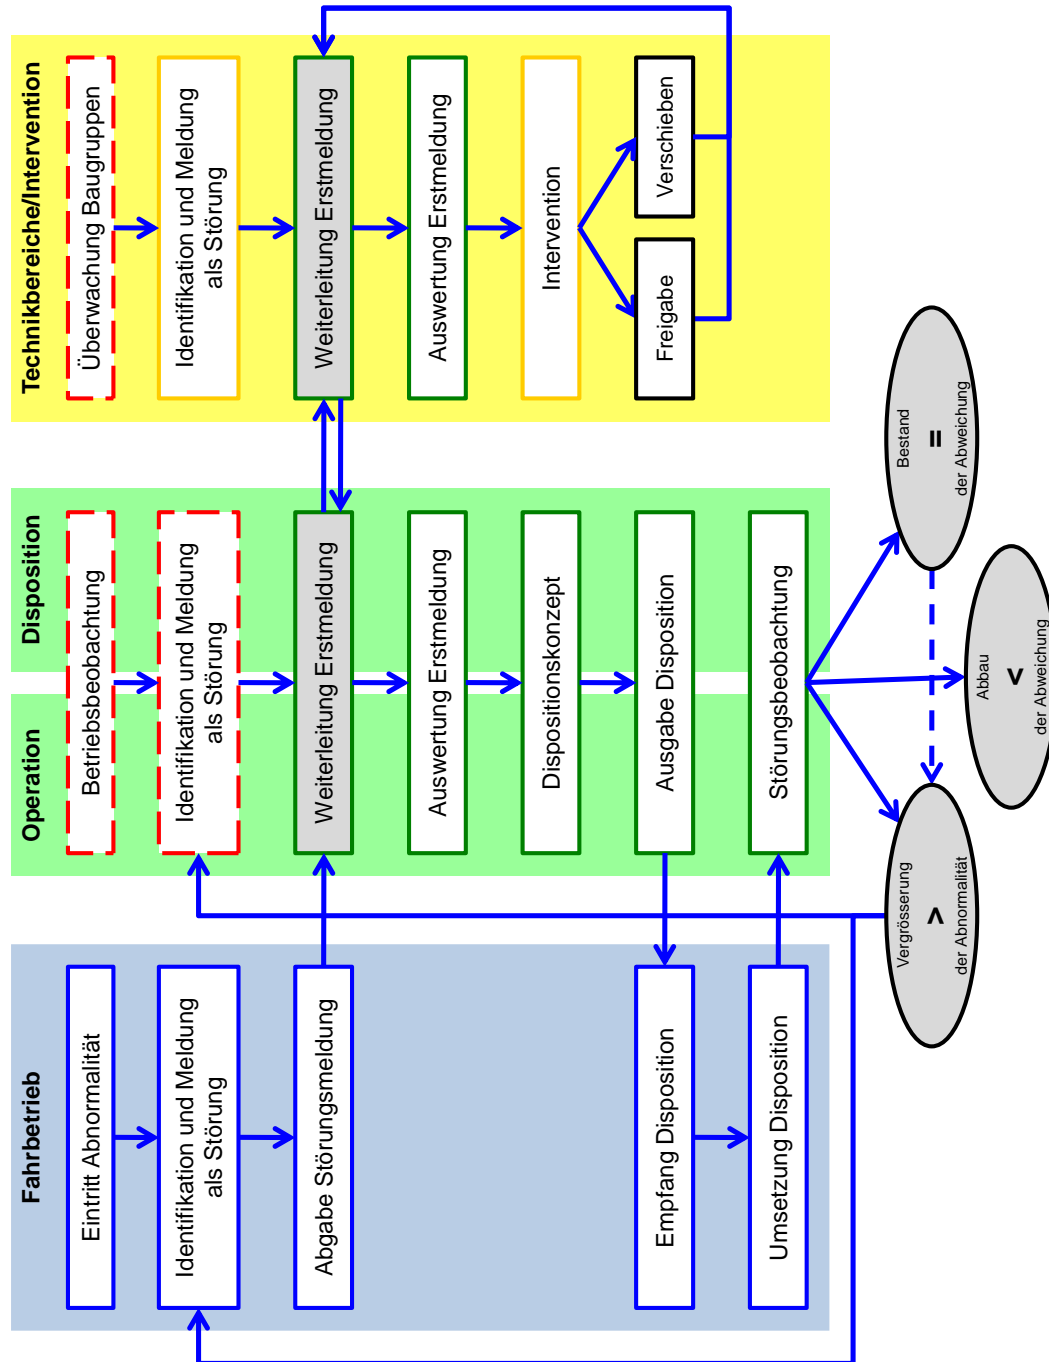 Fahrbetrieb
Eintritt Abnormalität
Identifikation und Meldung
als Störung
Abgabe Störungsmeldung
Empfang Disposition
Umsetzung Disposition
Operation
Disposition
Betriebsbeobachtung
Identifikation und Meldung
als Störung
Weiterleitung Erstmeldung
Auswertung Erstmeldung
Dispositionskonzept
Ausgabe Disposition
Störungsbeobachtung
Technikbereiche/Intervention
Überwachung Baugruppen
Identifikation und Meldung
als Störung
Weiterleitung Erstmeldung
Auswertung Erstmeldung
Intervention
Freigabe
Verschieben
Vergrösserung
>
der Abnormalität
Abbau
<
der Abweichung
Bestand
=
der Abweichung